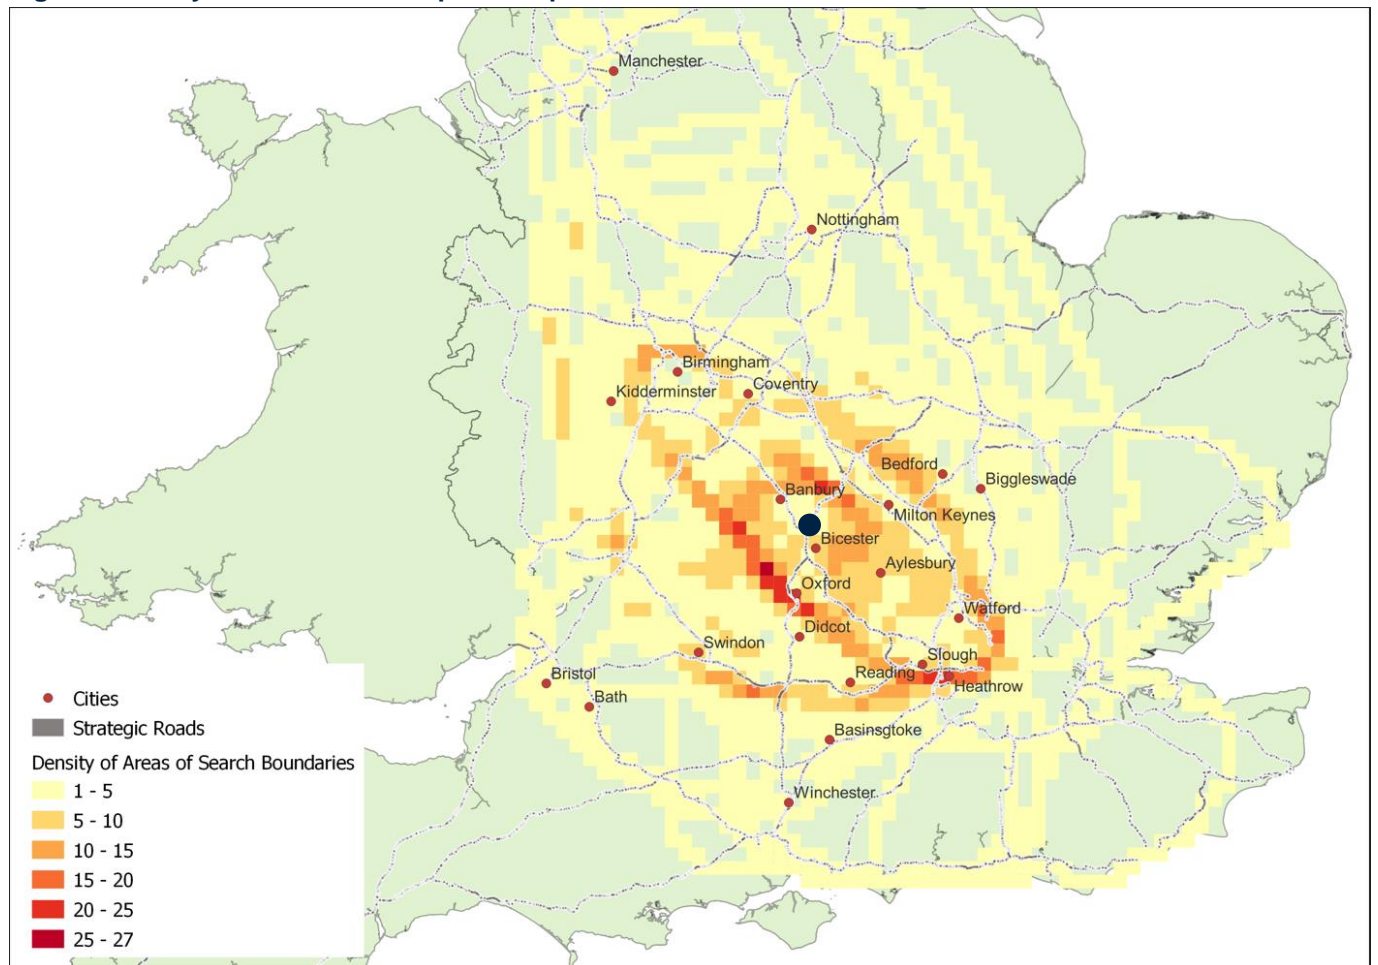 Manchester
Nottingham
Birmingham
Kidderminster
Coventry
Bedford
Biggleswade
Banbury
Milton Keynes
Bicester
Aylesbury
Oxford
Watford
Didcot
Swindon
Slough
Bristol
Reading
Heathrow
Bath
Basinsgtoke
Winchester
Cities
Strategic Roads
Density of Areas of Search Boundaries
1 - 5
5 - 10
10 - 15
15 - 20
20 - 25
25 - 27